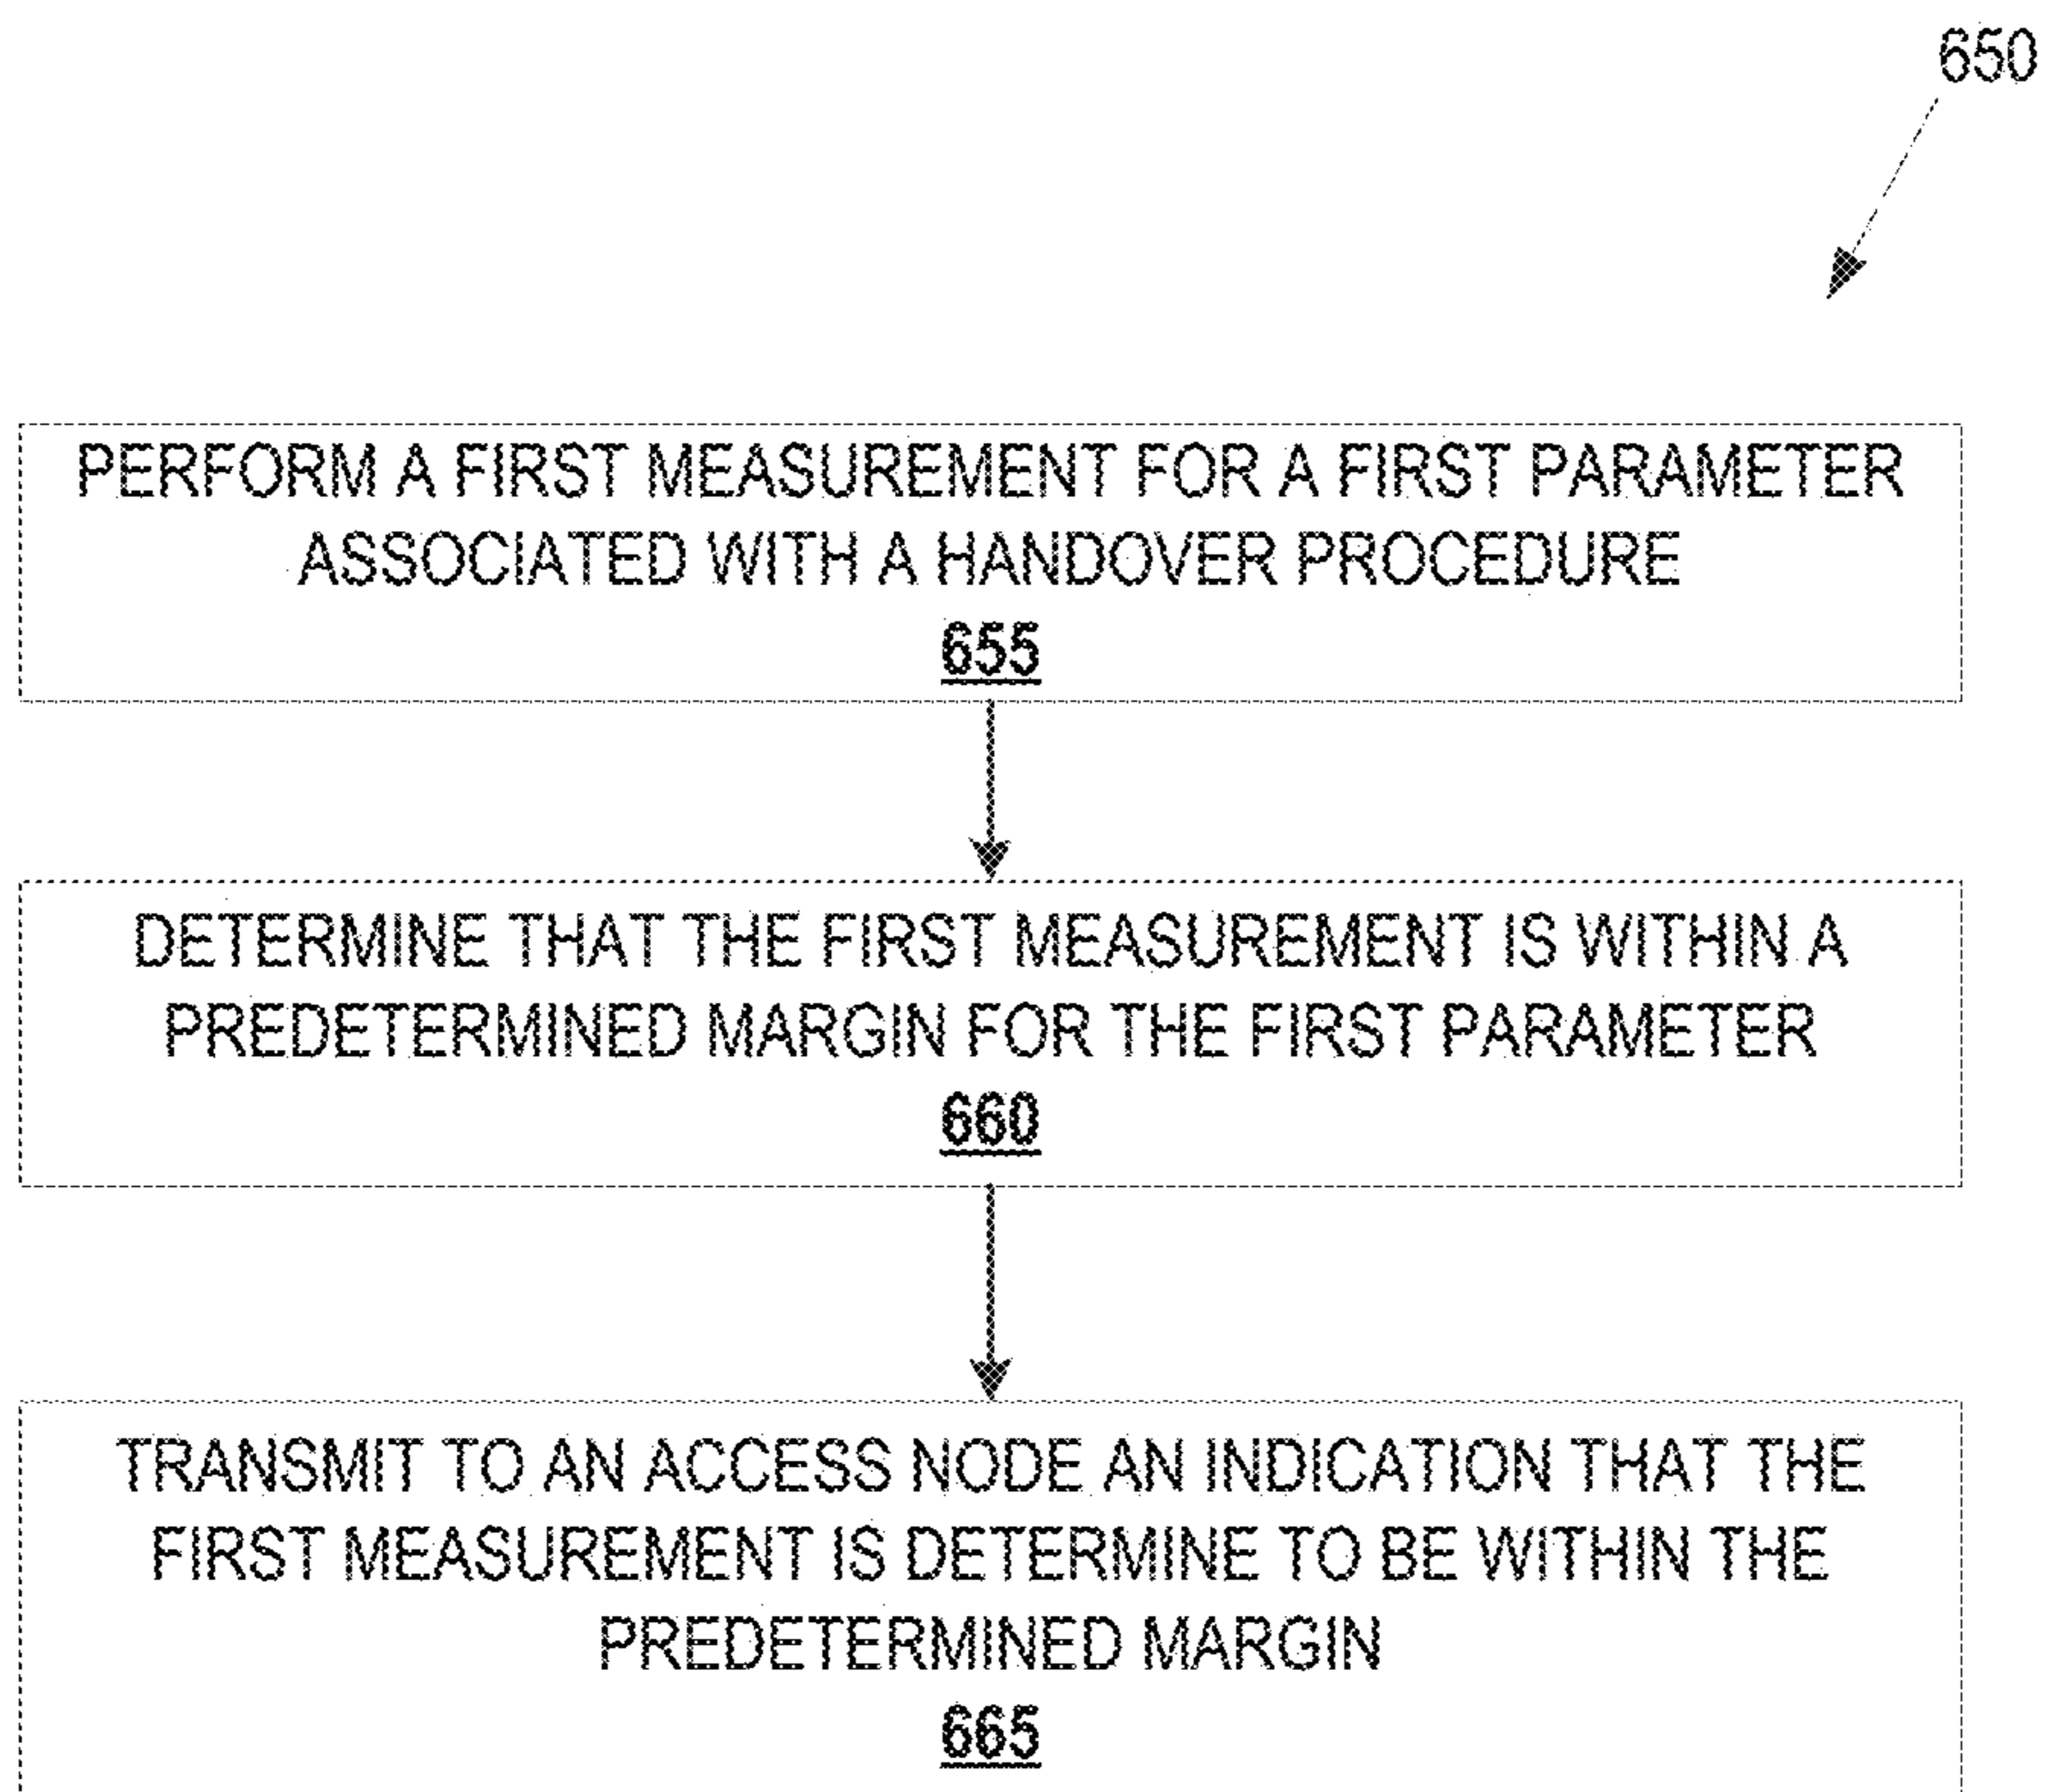 650
PERFORM A FIRST MEASUREMENT FOR A FIRST PARAMETER
ASSOCIATED WITH A HANDOVER PROCEDURE
655
DETERMINE THAT THE FIRST MEASUREMENT IS WITHIN A
PREDETERMINED MARGIN FOR THE FIRST PARAMETER
660
TRANSMIT TO AN ACCESS NODE AN INDICATION THAT THE
FIRST MEASUREMENT IS DETERMINE TO BE WITHIN THE
PREDETERMINED MARGIN
665